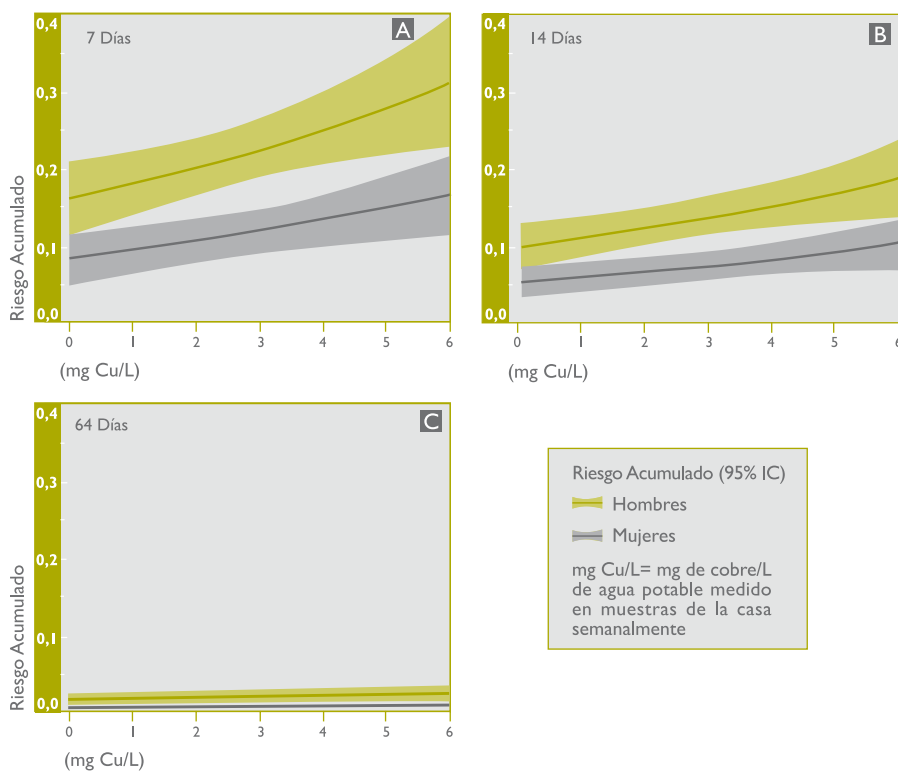 0,4
0,3
0,2
0,1
0,0
Riesgo Acumulado
7 Días
A
0 1 2 3 4 5 6
(mg Cu/L)
0,4
0,3
0,2
0,1
0,0
14 Días
B
0 1 2 3 4 5 6
(mg Cu/L)
0,4
0,3
0,2
0,1
0,0
Riesgo Acumulado
64 Días
C
0 1 2 3 4 5 6
(mg Cu/L)
Riesgo Acumulado (95% IC)
Hombres
Mujeres
mg Cu/L= mg de cobre/L
de agua potable medido
en muestras de la casa
semanalmente